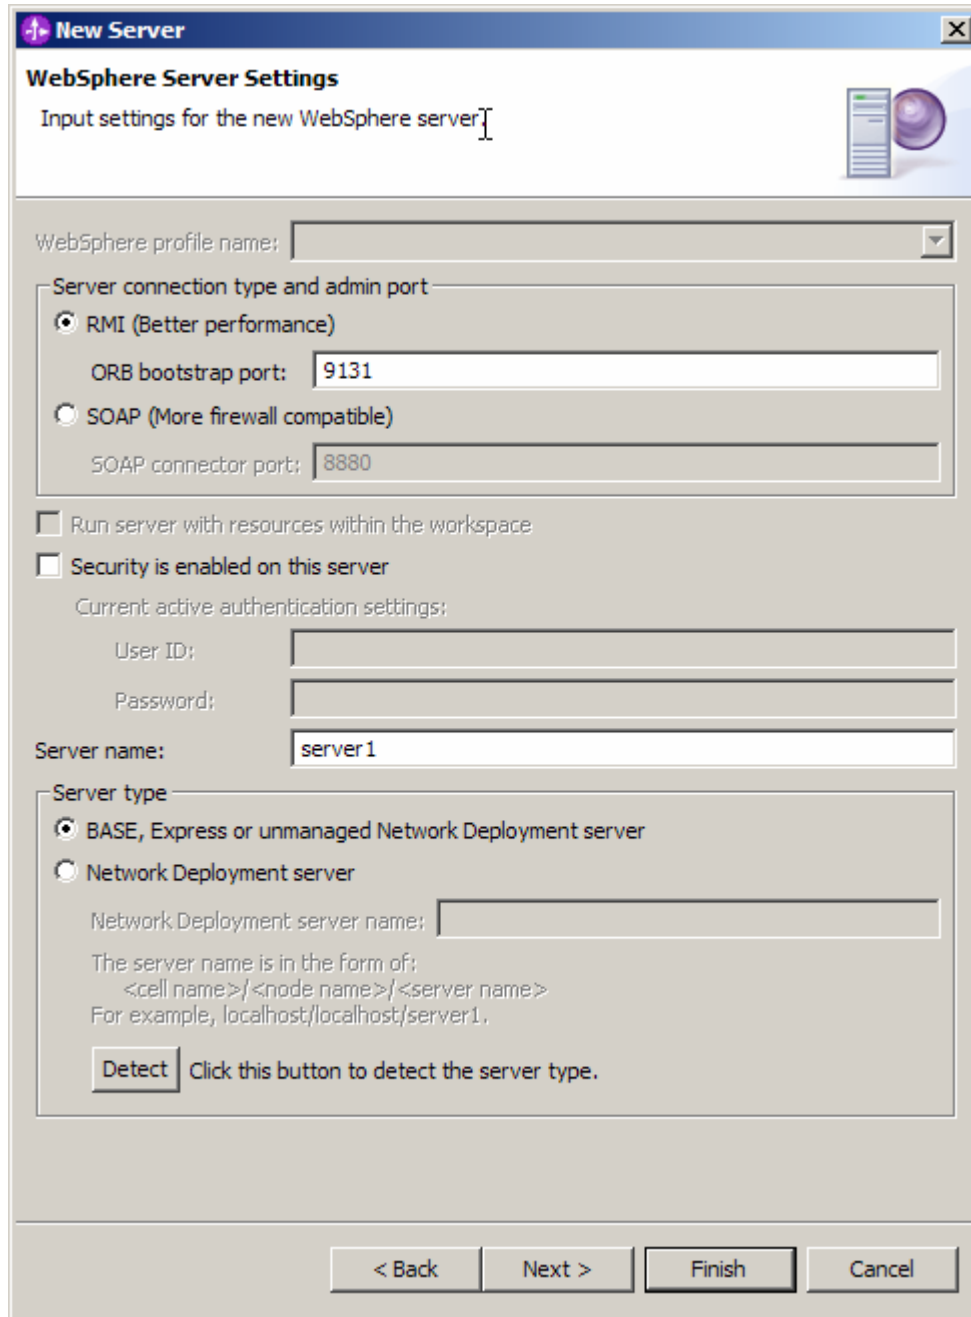 New Server
WebSphere Server Settings
Input settings for the new WebSphere server.
WebSphere profile name:
Server connection type and admin port
RMI (Better performance)
ORB bootstrap port: 9131
SOAP (More firewall compatible)
SOAP connector port: 8880
Run server with resources within the workspace
Security is enabled on this server
Current active authentication settings:
User ID:
Password:
Server name: server1
Server type
BASE, Express or unmanaged Network Deployment server
Network Deployment server
Network Deployment server name:
The server name is in the form of:
<cell name>/<node name>/<server name>
For example, localhost/localhost/server1.
Detect Click this button to detect the server type.
< Back Next > Finish Cancel